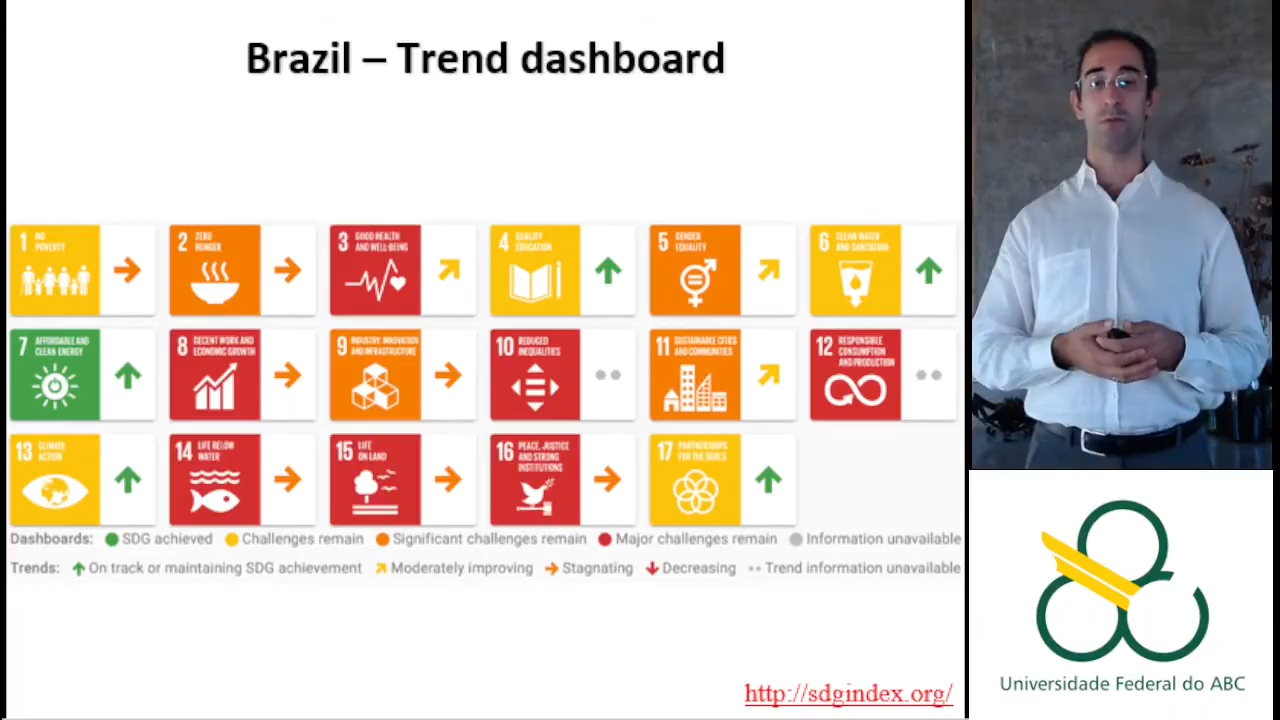 Brazil – Trend dashboard
1 NO
POVERTY
2 ZERO
HUNGER
3 GOOD HEALTH
AND WELL-BEING
4 QUALITY
EDUCATION
5 GENDER
EQUALITY
6 CLEAN WATER
AND SANITATION
7 AFFORDABLE AND
CLEAN ENERGY
8 DECENT WORK AND
ECONOMIC GROWTH
9 INDUSTRY, INNOVATION
AND INFRASTRUCTURE
10 REDUCED
INEQUALITIES
11 SUSTAINABLE CITIES
AND COMMUNITIES
12 RESPONSIBLE
CONSUMPTION
AND PRODUCTION
13 CLIMATE
ACTION
14 LIFE BELOW
WATER
15 LIFE
ON LAND
16 PEACE, JUSTICE
AND STRONG
INSTITUTIONS
17 PARTNERSHIPS
FOR THE GOALS
Dashboards: SDG achieved Challenges remain Significant challenges remain Major challenges remain Information unavailable
Trends: On track or maintaining SDG achievement Moderately improving Stagnating Decreasing Trend information unavailable
http://sdgindex.org/
Universidade Federal do ABC